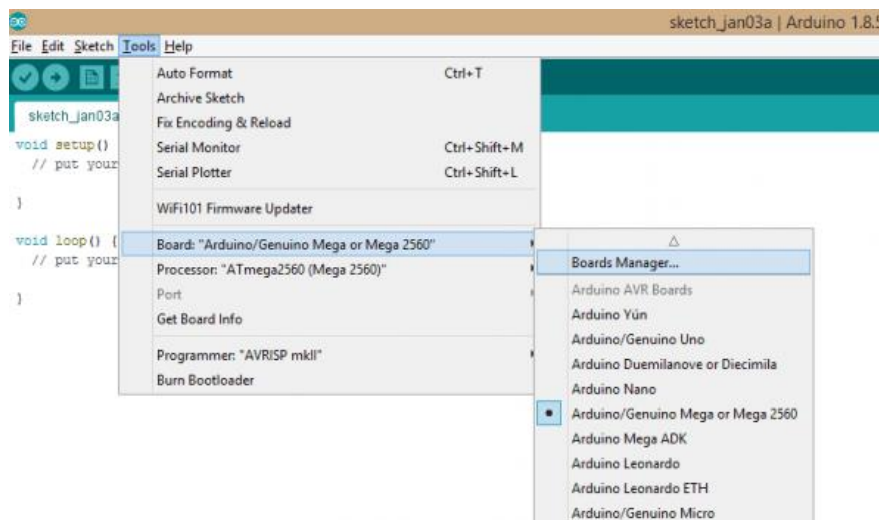 sketch_jan03a | Arduino 1.8.5
File Edit Sketch Tools Help
sketch_jan03a
void setup()
// put your
}
void loop() {
// put your
}
Auto Format Ctrl+T
Archive Sketch
Fix Encoding & Reload
Serial Monitor Ctrl+Shift+M
Serial Plotter Ctrl+Shift+L
WiFi101 Firmware Updater
Board: "Arduino/Genuino Mega or Mega 2560"
Processor: "ATmega2560 (Mega 2560)"
Port
Get Board Info
Programmer: "AVRISP mkII"
Burn Bootloader
Boards Manager...
Arduino AVR Boards
Arduino Yún
Arduino/Genuino Uno
Arduino Duemilanove or Diecimila
Arduino Nano
Arduino/Genuino Mega or Mega 2560
Arduino Mega ADK
Arduino Leonardo
Arduino Leonardo ETH
Arduino/Genuino Micro